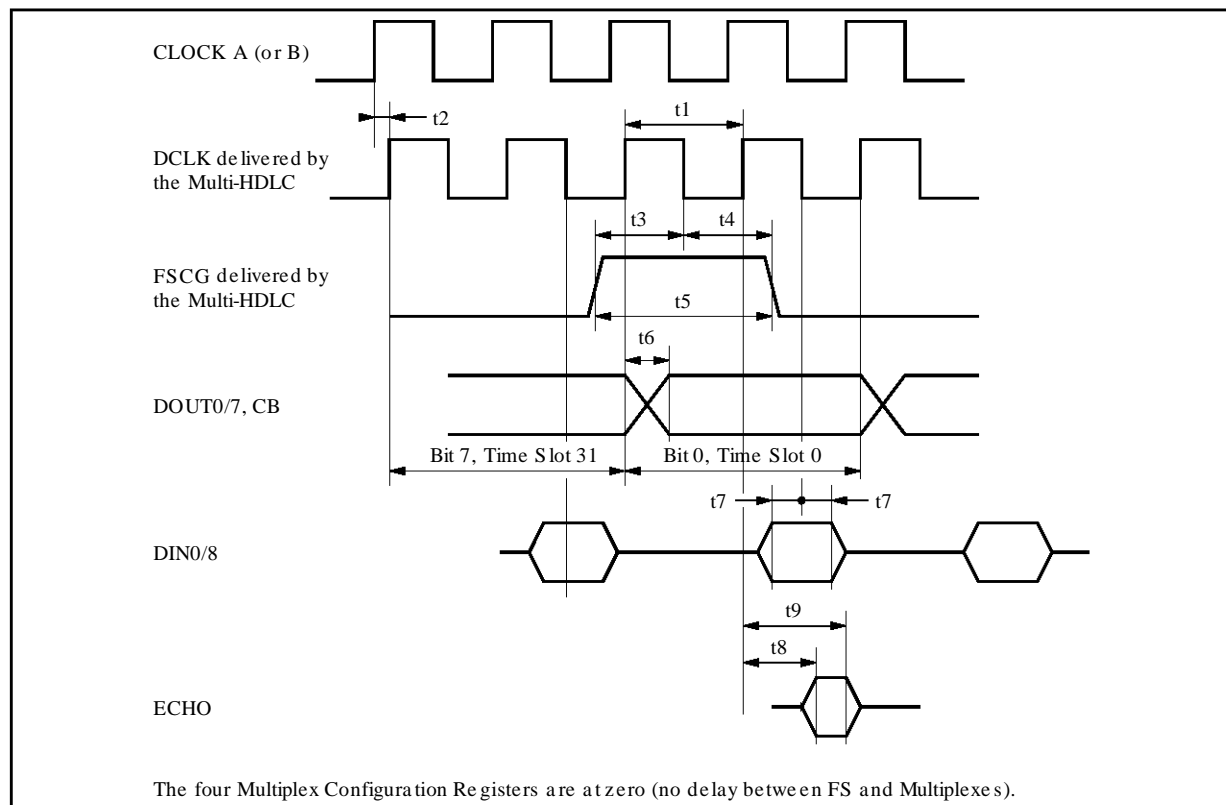 CLOCK A (or B)
t2
t1
DCLK delivered by
the Multi-HDLC
t3
t4
FSCG delivered by
the Multi-HDLC
t5
t6
DOUT0/7, CB
Bit 7, Time Slot 31
Bit 0, Time Slot 0
t7
t7
DIN0/8
t9
t8
ECHO
The four Multiplex Configuration Registers are at zero (no delay between FS and Multiplexes).